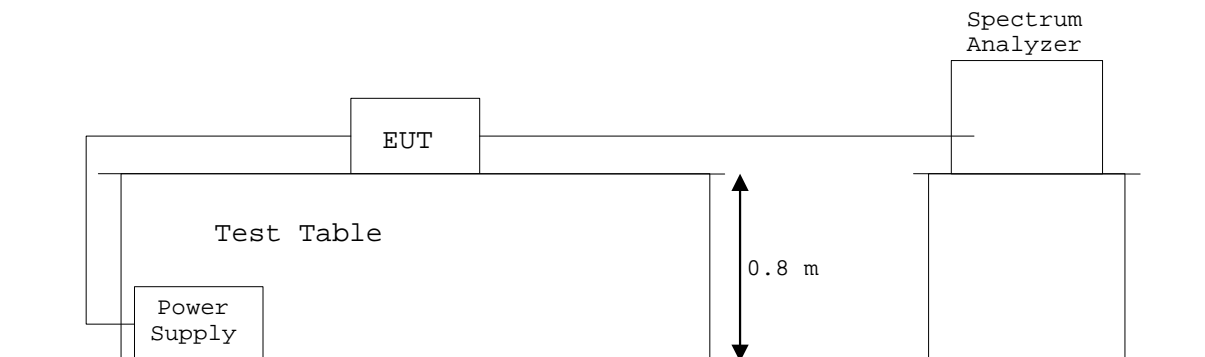 Spectrum
Analyzer
EUT
Test Table
0.8 m
Power
Supply